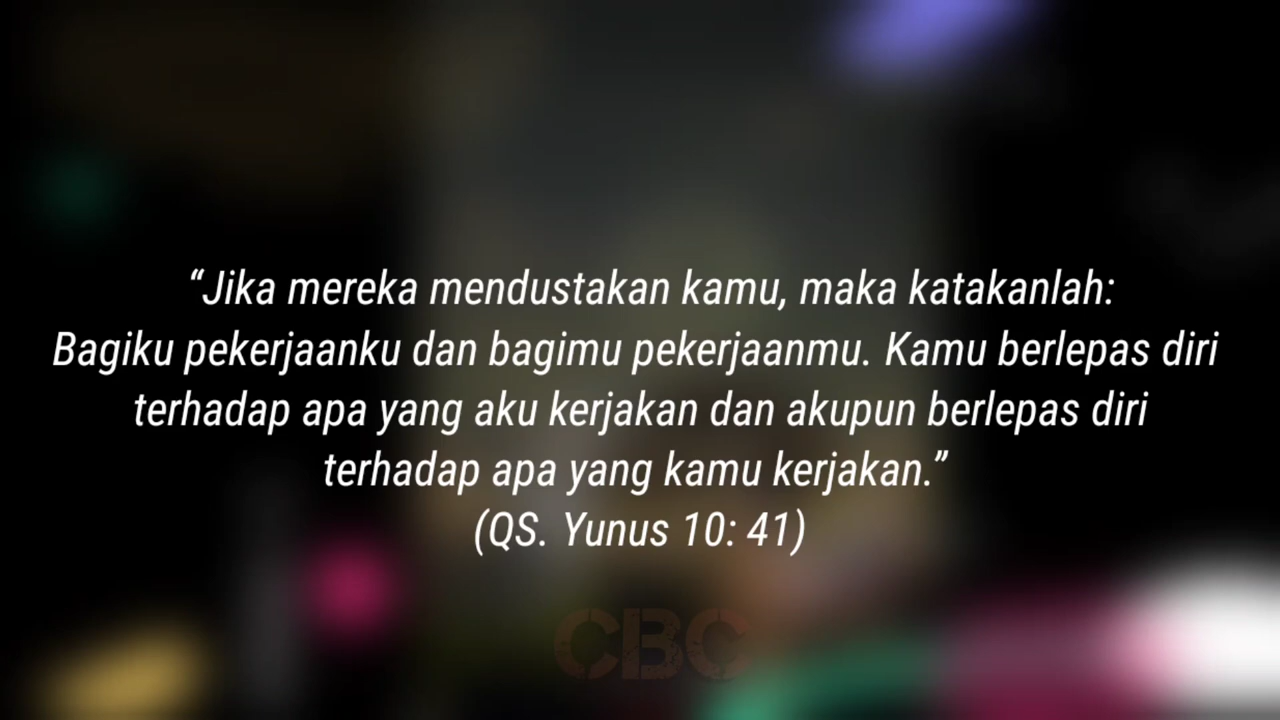 “Jika mereka mendustakan kamu, maka katakanlah:
Bagiku pekerjaanku dan bagimu pekerjaanmu. Kamu berlepas diri
terhadap apa yang aku kerjakan dan akupun berlepas diri
terhadap apa yang kamu kerjakan.”
(QS. Yunus 10: 41)
CBC